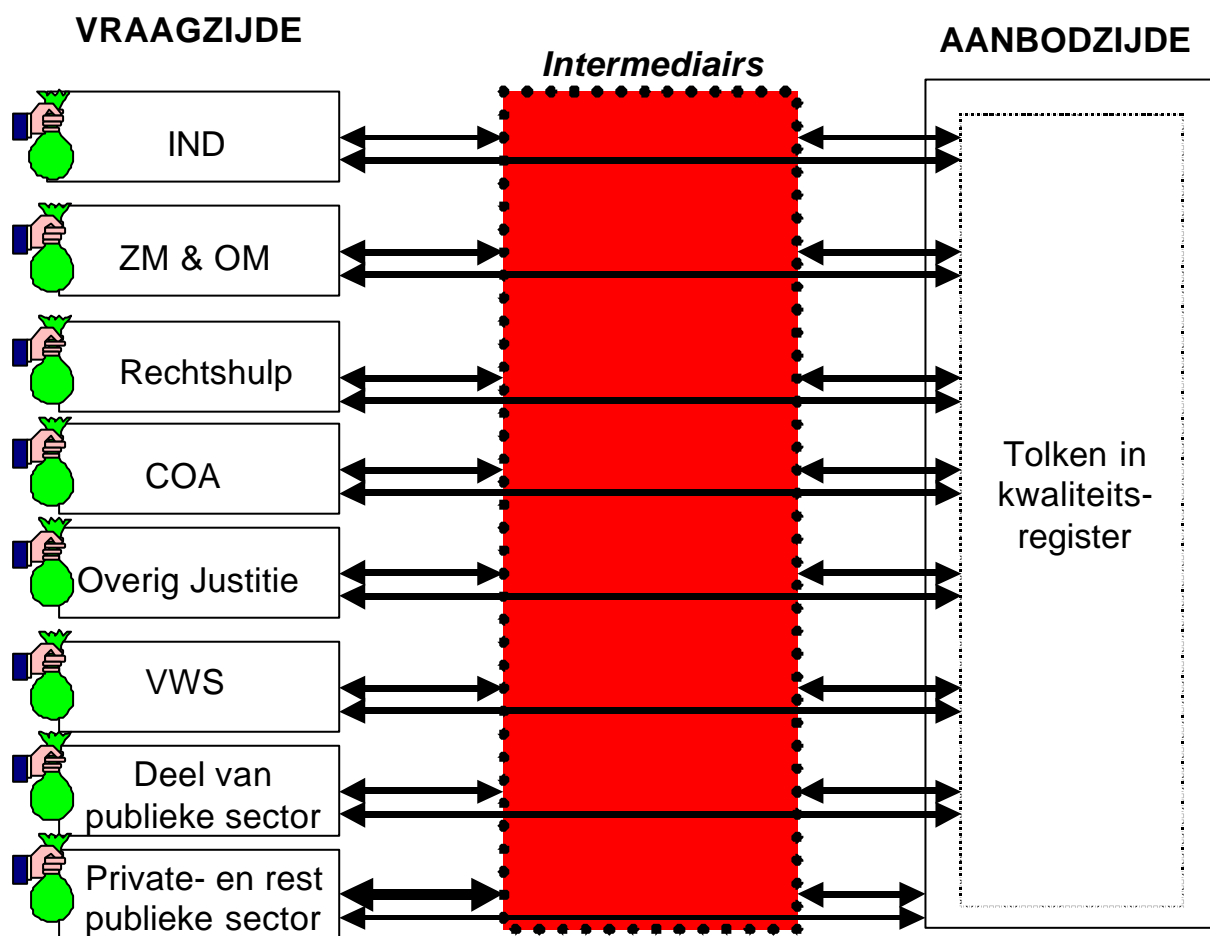 VRAAGZIJDE
Intermediairs
AANBODZIJDE
IND
ZM & OM
Rechtshulp
COA
Overig Justitie
VWS
Deel van
publieke sector
Private- en rest
publieke sector
Tolken in
kwaliteits-
register